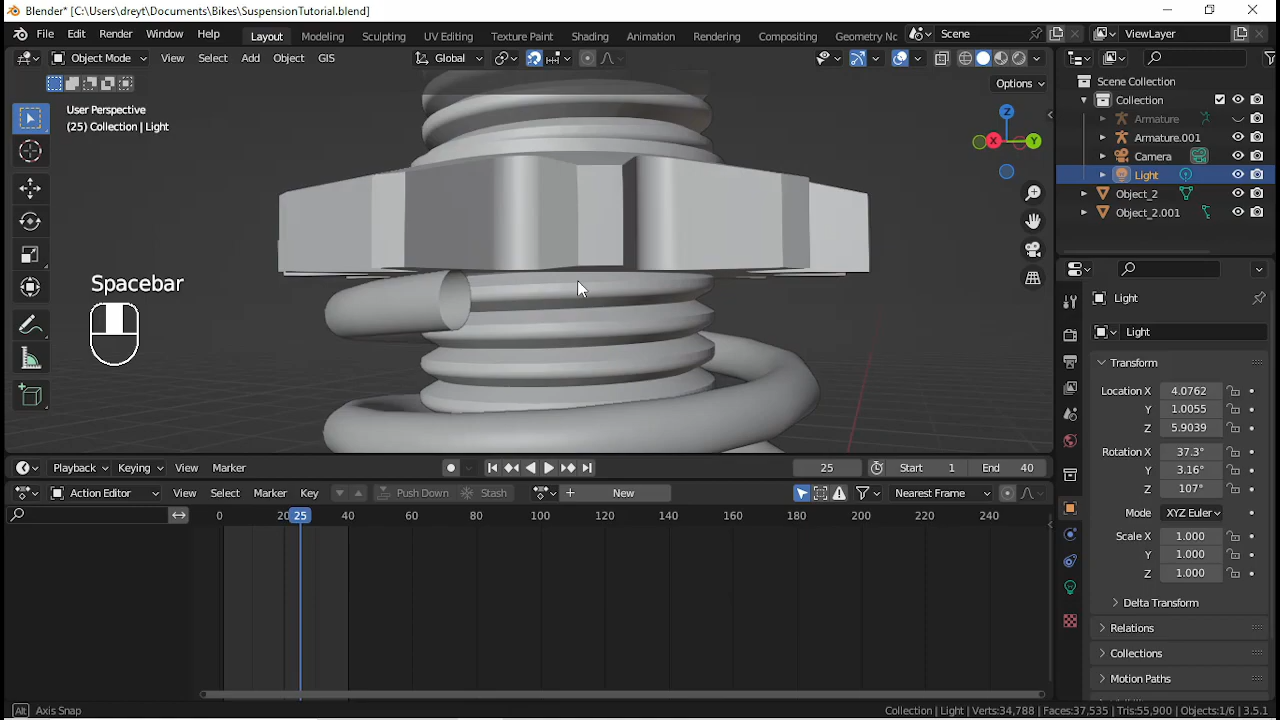 Blender* [C:\Users\dreyt\Documents\Bikes\SuspensionTutorial.blend]
File Edit Render Window Help Layout Modeling Sculpting UV Editing Texture Paint Shading Animation Rendering Compositing Geometry Nc Scene ViewLayer
Object Mode View Select Add Object GIS Global
Options
User Perspective
(25) Collection | Light
X Y Z
Scene Collection
Collection
Armature
Armature.001
Camera
Light
Object_2
Object_2.001
Spacebar
Light
Light
Transform
Location X 4.0762
Y 1.0055
Z 5.9039
Rotation X 37.3°
Y 3.16°
Z 107°
Mode XYZ Euler
Scale X 1.000
Y 1.000
Z 1.000
Delta Transform
Relations
Collections
Motion Paths
Playback Keying View Marker 25 Start 1 End 40
Action Editor View Select Marker Key Push Down Stash New Nearest Frame
0 20 25 40 60 80 100 120 140 160 180 200 220 240
Alt Axis Snap
Collection | Light | Verts:34,788 | Faces:37,535 | Tris:55,900 | Objects:1/6 | 3.5.1